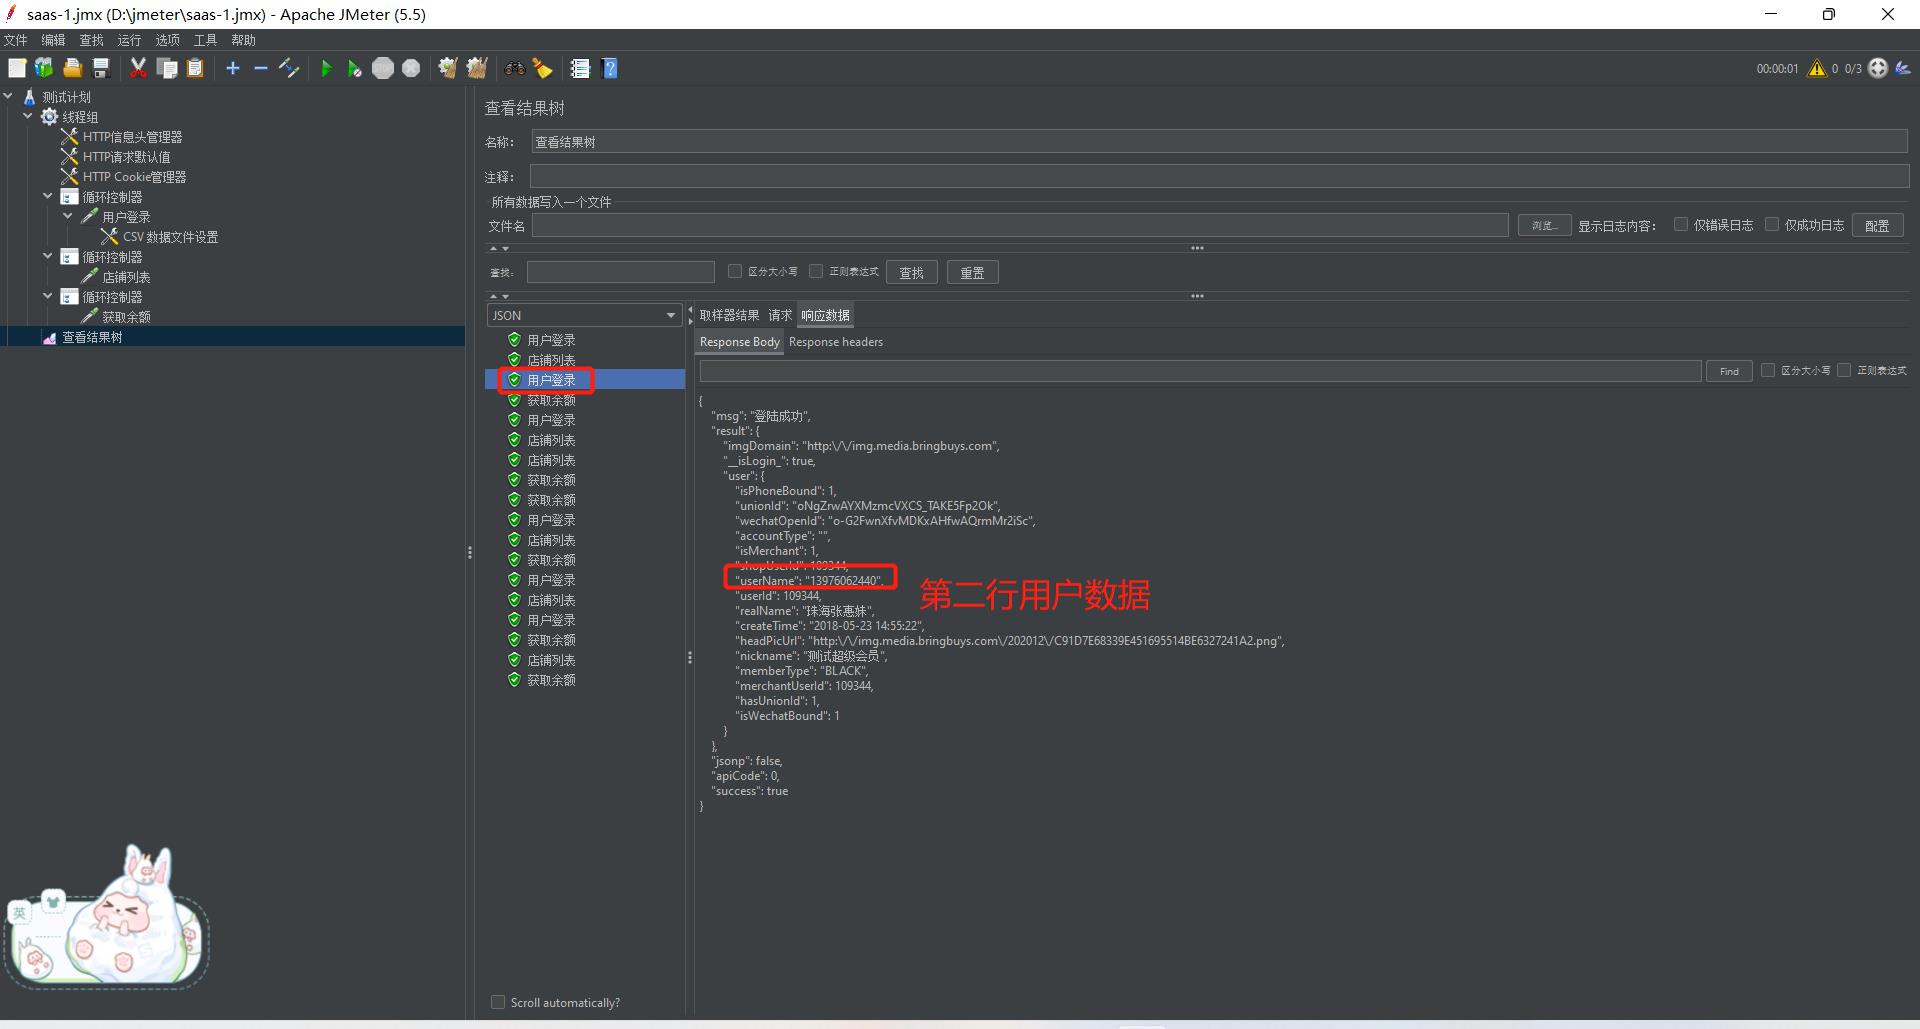 saas-1.jmx (D:\jmeter\saas-1.jmx) - Apache JMeter (5.5)
文件 编辑 查找 运行 选项 工具 帮助
STOP
00:00:01 0 0/3
测试计划
线程组
HTTP信息头管理器
HTTP请求默认值
HTTP Cookie管理器
循环控制器
用户登录
CSV 数据文件设置
循环控制器
店铺列表
循环控制器
获取余额
查看结果树
查看结果树
名称： 查看结果树
注释：
所有数据写入一个文件
文件名 浏览... 显示日志内容： 仅错误日志 仅成功日志 配置
查找： 区分大小写 正则表达式 查找 重置
JSON
用户登录
店铺列表
用户登录
获取余额
用户登录
店铺列表
店铺列表
获取余额
获取余额
用户登录
店铺列表
获取余额
用户登录
店铺列表
用户登录
获取余额
店铺列表
获取余额
Scroll automatically?
取样器结果 请求 响应数据
Response Body Response headers
Find 区分大小写 正则表达式
{
"msg": "登陆成功",
"result": {
"imgDomain": "http:\/\/img.media.bringbuys.com",
"__isLogin_": true,
"user": {
"isPhoneBound": 1,
"unionId": "oNgZrwAYXMzmcVXCS_TAKE5Fp2Ok",
"wechatOpenId": "o-G2FwnXfvMDKxAHfwAQrmMr2iSc",
"accountType": "",
"isMerchant": 1,
"shopUserId": 109344,
"userName": "13976062440",
"userId": 109344,
"realName": "珠海张惠妹",
"createTime": "2018-05-23 14:55:22",
"headPicUrl": "http:\/\/img.media.bringbuys.com\/202012\/C91D7E68339E451695514BE6327241A2.png",
"nickname": "测试超级会员",
"memberType": "BLACK",
"merchantUserId": 109344,
"hasUnionId": 1,
"isWechatBound": 1
}
},
"jsonp": false,
"apiCode": 0,
"success": true
}
第二行用户数据
英